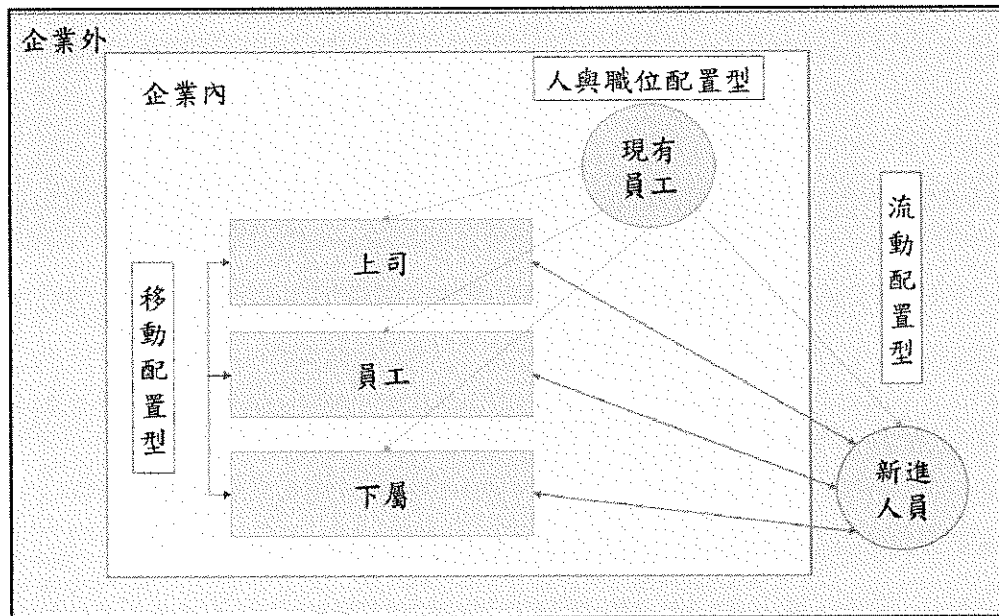 企業外
企業內
人與職位配置型
現有
員工
流動配置型
上司
移動配置型
員工
下屬
新進
人員